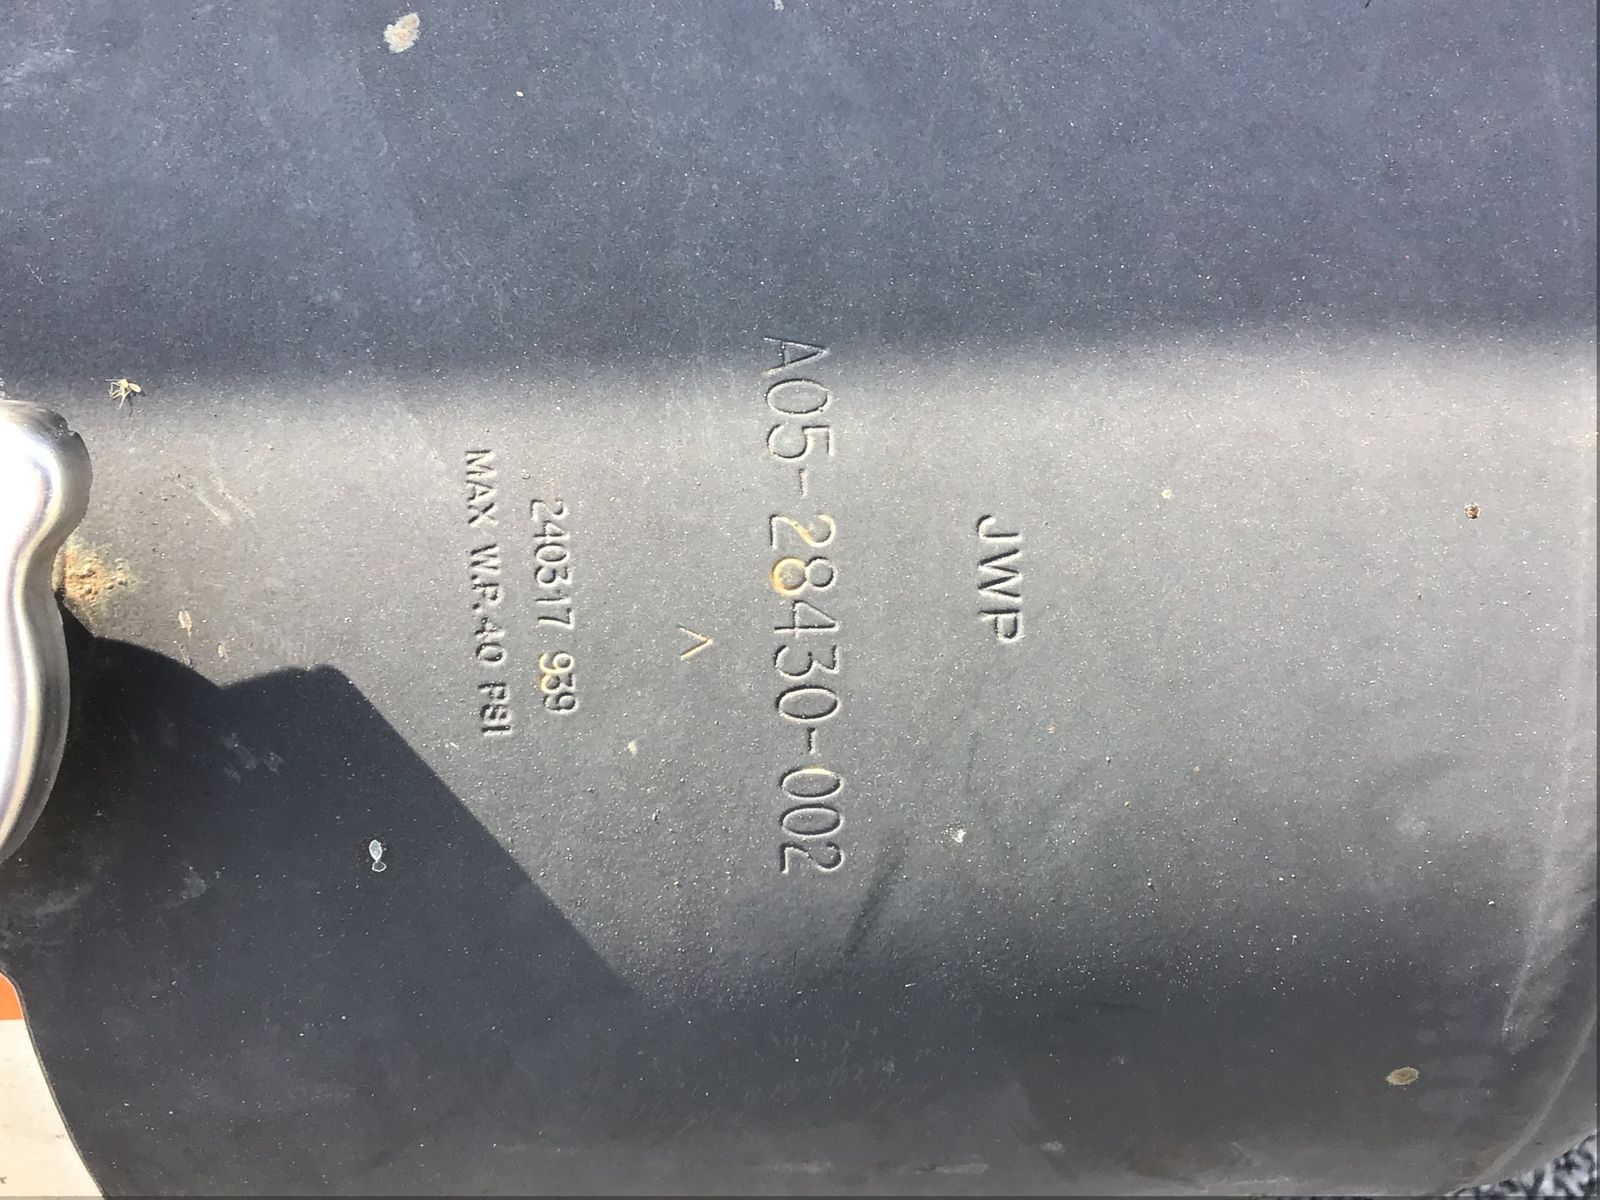 JWP
A05-28430-002
240317 939
MAX W.P. 40 PSI